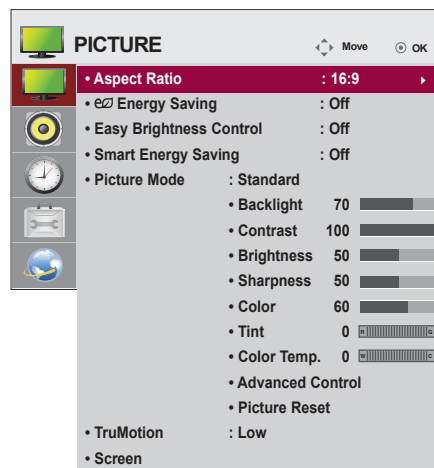 PICTURE Move OK
• Aspect Ratio : 16:9
• Energy Saving : Off
• Easy Brightness Control : Off
• Smart Energy Saving : Off
• Picture Mode : Standard
• Backlight 70
• Contrast 100
• Brightness 50
• Sharpness 50
• Color 60
• Tint 0 R G
• Color Temp. 0 W C
• Advanced Control
• Picture Reset
• TruMotion : Low
• Screen